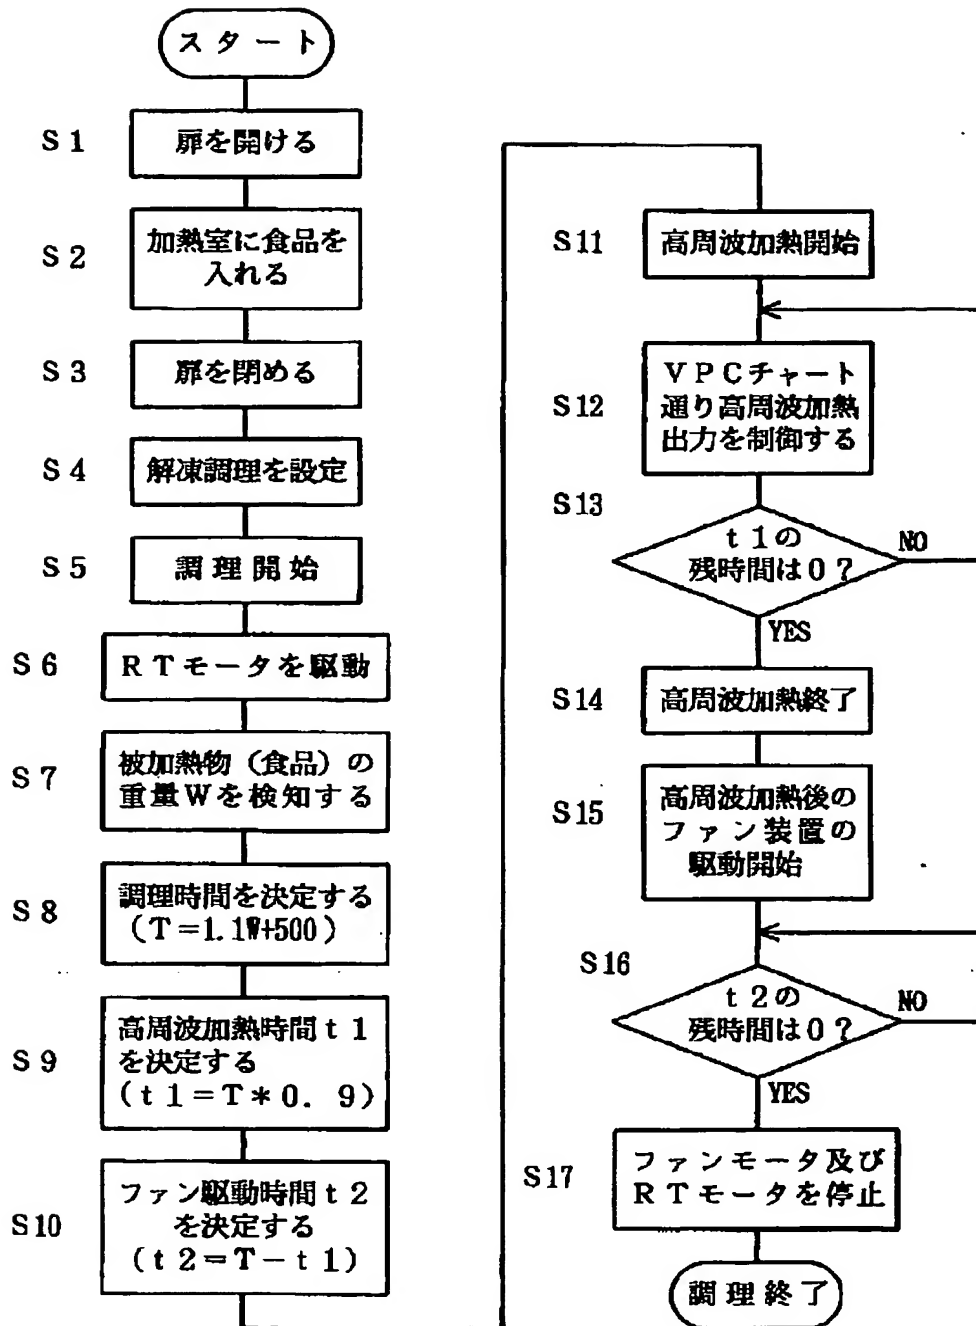 スタート
S1
扉を開ける
S2
加熱室に食品を
入れる
S3
扉を閉める
S4
解凍調理を設定
S5
調理開始
S6
RTモータを駆動
S7
被加熱物（食品）の
重量Wを検知する
S8
調理時間を決定する
（T＝1.1W+500）
S9
高周波加熱時間t1
を決定する
（t1＝T＊0.9）
S10
ファン駆動時間t2
を決定する
（t2＝T－t1）
S11
高周波加熱開始
S12
VPCチャート
通り高周波加熱
出力を制御する
S13
t1の
残時間は0？
NO
YES
S14
高周波加熱終了
S15
高周波加熱後の
ファン装置の
駆動開始
S16
t2の
残時間は0？
NO
YES
S17
ファンモータ及び
RTモータを停止
調理終了